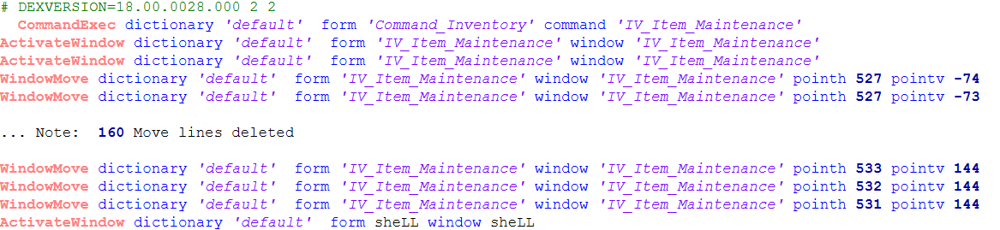 # DEXVERSION=18.00.0028.000 2 2
  CommandExec dictionary 'default'  form 'Command_Inventory' command 'IV_Item_Maintenance'
ActivateWindow dictionary 'default'  form 'IV_Item_Maintenance' window 'IV_Item_Maintenance'
ActivateWindow dictionary 'default'  form 'IV_Item_Maintenance' window 'IV_Item_Maintenance'
WindowMove dictionary 'default'  form 'IV_Item_Maintenance' window 'IV_Item_Maintenance' pointh 527 pointv -74
WindowMove dictionary 'default'  form 'IV_Item_Maintenance' window 'IV_Item_Maintenance' pointh 527 pointv -73
... Note:  160 Move lines deleted
WindowMove dictionary 'default'  form 'IV_Item_Maintenance' window 'IV_Item_Maintenance' pointh 533 pointv 144
WindowMove dictionary 'default'  form 'IV_Item_Maintenance' window 'IV_Item_Maintenance' pointh 532 pointv 144
WindowMove dictionary 'default'  form 'IV_Item_Maintenance' window 'IV_Item_Maintenance' pointh 531 pointv 144
ActivateWindow dictionary 'default'  form sheLL window sheLL